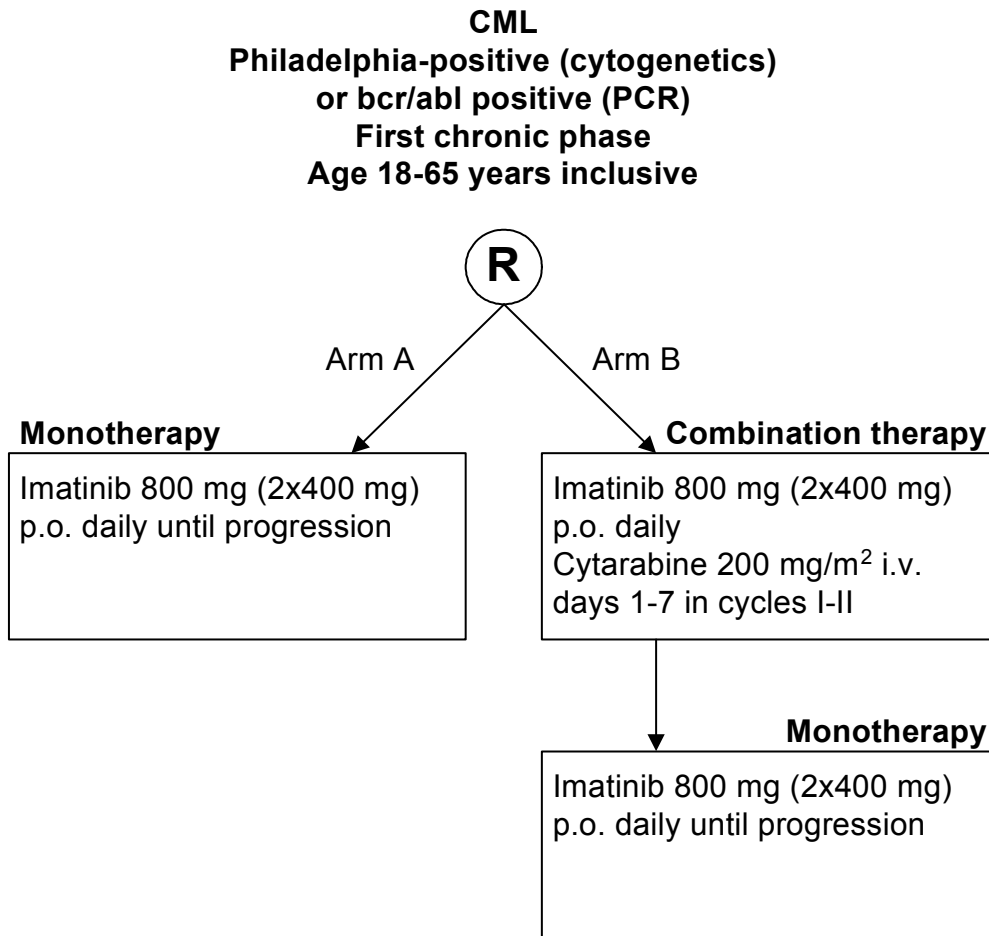 CML
Philadelphia-positive (cytogenetics)
or bcr/abl positive (PCR)
First chronic phase
Age 18-65 years inclusive
R
Arm A
Arm B
Monotherapy
Imatinib 800 mg (2x400 mg)
p.o. daily until progression
Combination therapy
Imatinib 800 mg (2x400 mg)
p.o. daily
Cytarabine 200 mg/m² i.v.
days 1-7 in cycles I-II
Monotherapy
Imatinib 800 mg (2x400 mg)
p.o. daily until progression